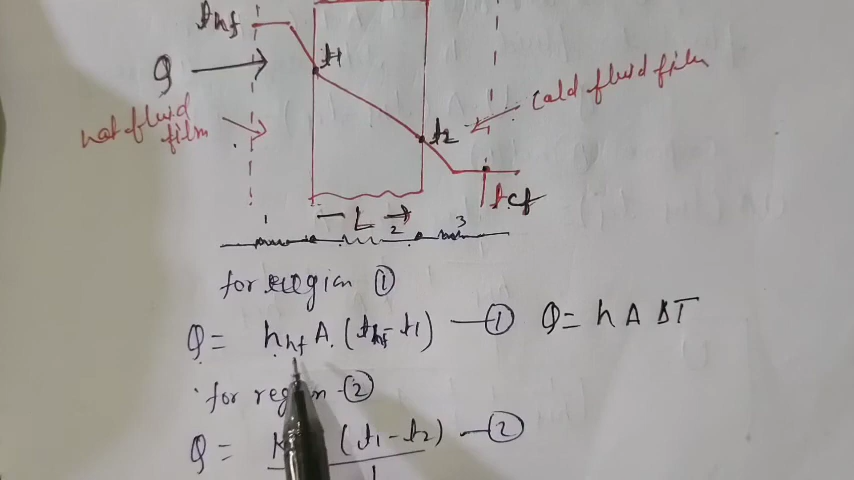 thf
t1
Q
hot fluid
film
cold fluid film
t2
tcf
L
1 2 3
for region ①
Q = hhf A. (thf - t1) — ① Q = h A ΔT
for region - ②
Q = K (t1 - t2) — ②
L